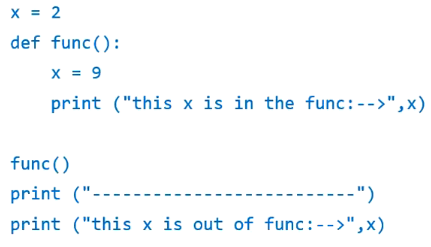 x = 2
def func():
    x = 9
    print ("this x is in the func:-->",x)

func()
print ("--------------------------")
print ("this x is out of func:-->",x)